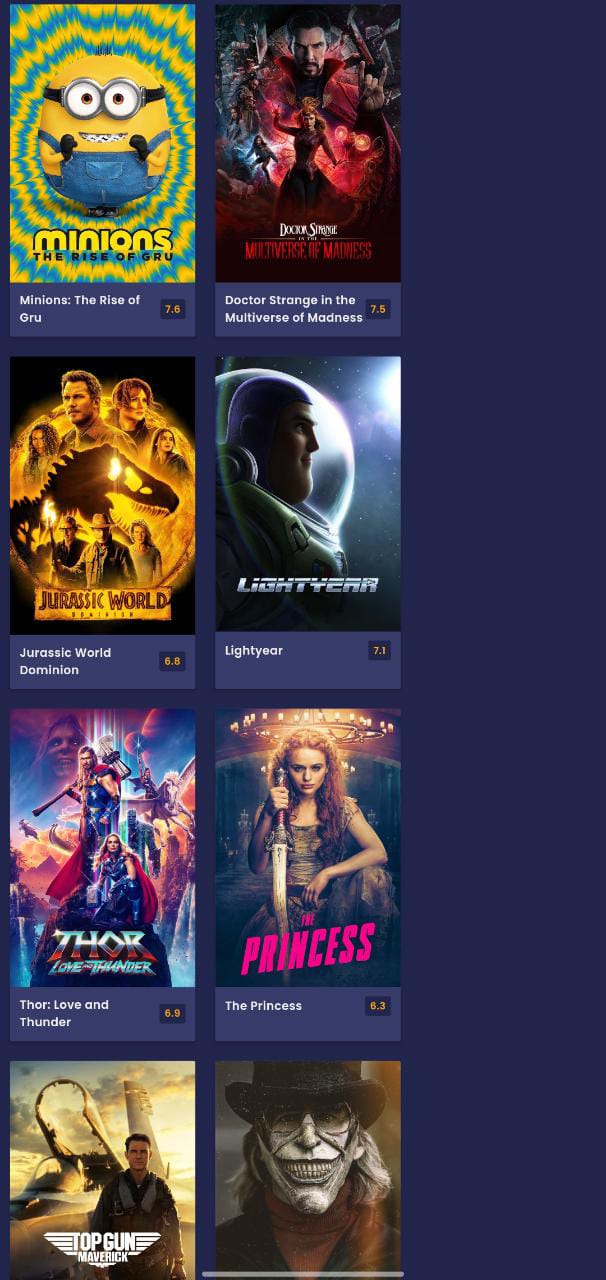 MINIONS
THE RISE OF GRU
DOCTOR STRANGE
IN THE
MULTIVERSE OF MADNESS
Minions: The Rise of
Gru
7.6
Doctor Strange in the
Multiverse of Madness
7.5
JURASSIC WORLD
DOMINION
LIGHTYEAR
Jurassic World
Dominion
6.8
Lightyear
7.1
THOR
LOVE AND THUNDER
THE
PRINCESS
Thor: Love and
Thunder
6.9
The Princess
6.3
TOP GUN
MAVERICK